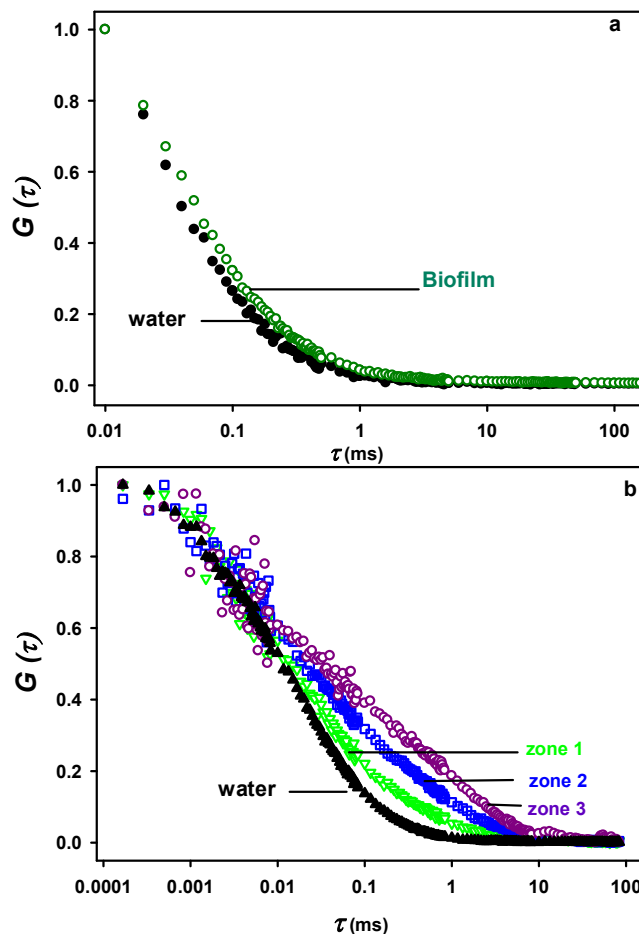 a
1.0
0.8
0.6
0.4
0.2
0.0
G (τ)
Biofilm
water
0.01 0.1 1 10 100
τ (ms)
b
1.0
0.8
0.6
0.4
0.2
0.0
G (τ)
zone 1
zone 2
zone 3
water
0.0001 0.001 0.01 0.1 1 10 100
τ (ms)